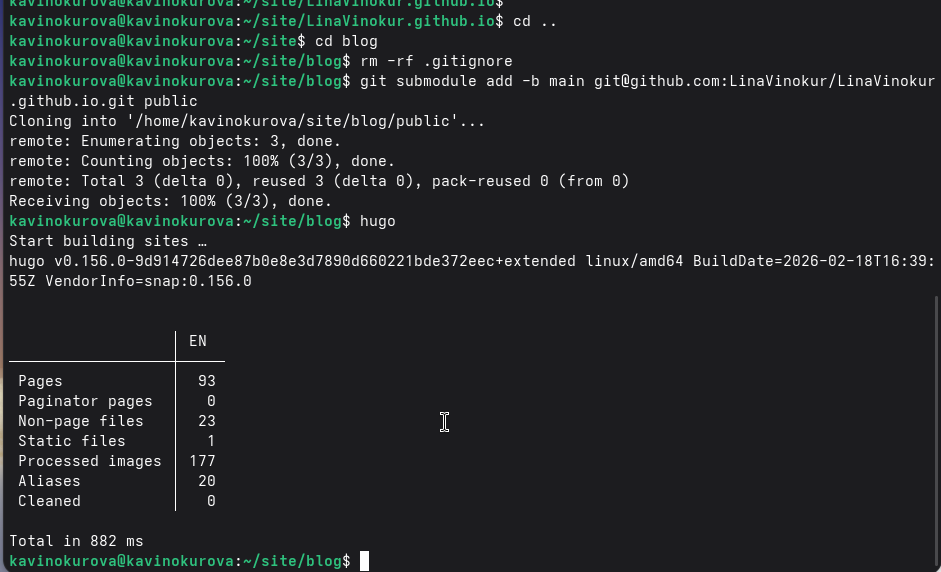 kavinokurova@kavinokurova:~/site/LinaVinokur.github.io$
kavinokurova@kavinokurova:~/site/LinaVinokur.github.io$ cd ..
kavinokurova@kavinokurova:~/site$ cd blog
kavinokurova@kavinokurova:~/site/blog$ rm -rf .gitignore
kavinokurova@kavinokurova:~/site/blog$ git submodule add -b main git@github.com:LinaVinokur/LinaVinokur
.github.io.git public
Cloning into '/home/kavinokurova/site/blog/public'...
remote: Enumerating objects: 3, done.
remote: Counting objects: 100% (3/3), done.
remote: Total 3 (delta 0), reused 3 (delta 0), pack-reused 0 (from 0)
Receiving objects: 100% (3/3), done.
kavinokurova@kavinokurova:~/site/blog$ hugo
Start building sites …
hugo v0.156.0-9d914726dee87b0e8e3d7890d660221bde372eec+extended linux/amd64 BuildDate=2026-02-18T16:39:
55Z VendorInfo=snap:0.156.0
EN
Pages 93
Paginator pages 0
Non-page files 23
Static files 1
Processed images 177
Aliases 20
Cleaned 0
Total in 882 ms
kavinokurova@kavinokurova:~/site/blog$